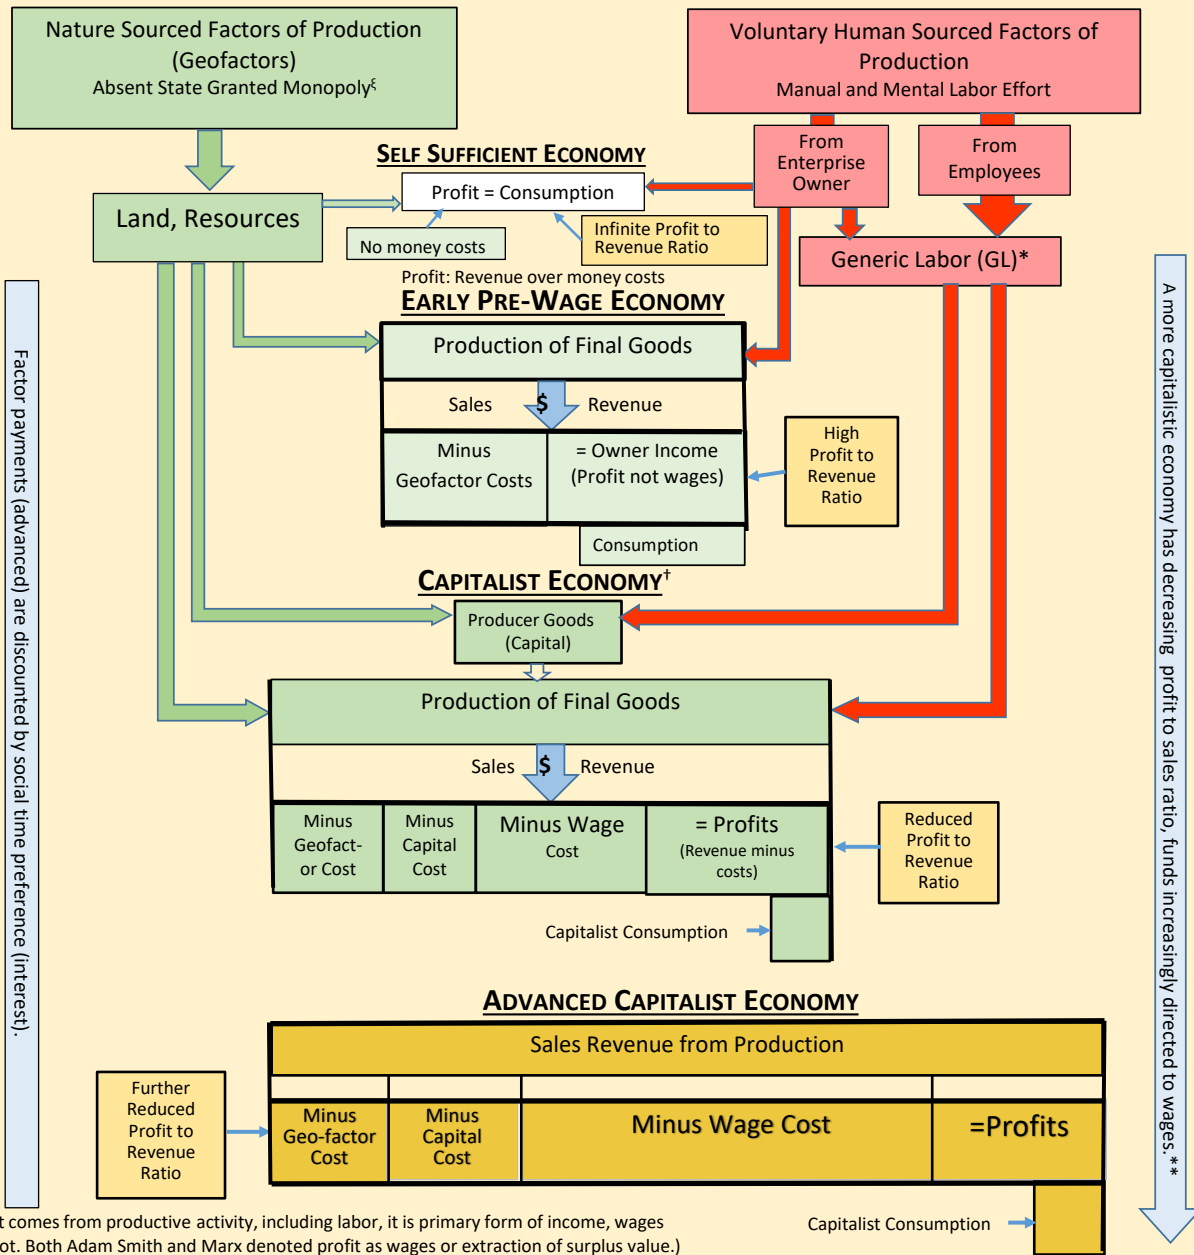 Nature Sourced Factors of Production
(Geofactors)
Absent State Granted Monopoly^ξ
Voluntary Human Sourced Factors of
Production
Manual and Mental Labor Effort
From
Enterprise
Owner
From
Employees
SELF SUFFICIENT ECONOMY
Profit = Consumption
Land, Resources
No money costs
Infinite Profit to
Revenue Ratio
Generic Labor (GL)*
Profit: Revenue over money costs
EARLY PRE-WAGE ECONOMY
Production of Final Goods
Sales $ Revenue
Minus
Geofactor Costs
= Owner Income
(Profit not wages)
High
Profit to
Revenue
Ratio
Consumption
CAPITALIST ECONOMY†
Producer Goods
(Capital)
Production of Final Goods
Sales $ Revenue
Minus
Geofact-
or Cost
Minus
Capital
Cost
Minus Wage
Cost
= Profits
(Revenue minus
costs)
Reduced
Profit to
Revenue
Ratio
Capitalist Consumption
ADVANCED CAPITALIST ECONOMY
Sales Revenue from Production
Further
Reduced
Profit to
Revenue
Ratio
Minus
Geo-factor
Cost
Minus
Capital
Cost
Minus Wage Cost
=Profits
Capitalist Consumption
t comes from productive activity, including labor, it is primary form of income, wages
ot. Both Adam Smith and Marx denoted profit as wages or extraction of surplus value.)
Factor payments (advanced) are discounted by social time preference (interest).
A more capitalistic economy has decreasing profit to sales ratio, funds increasingly directed to wages.**